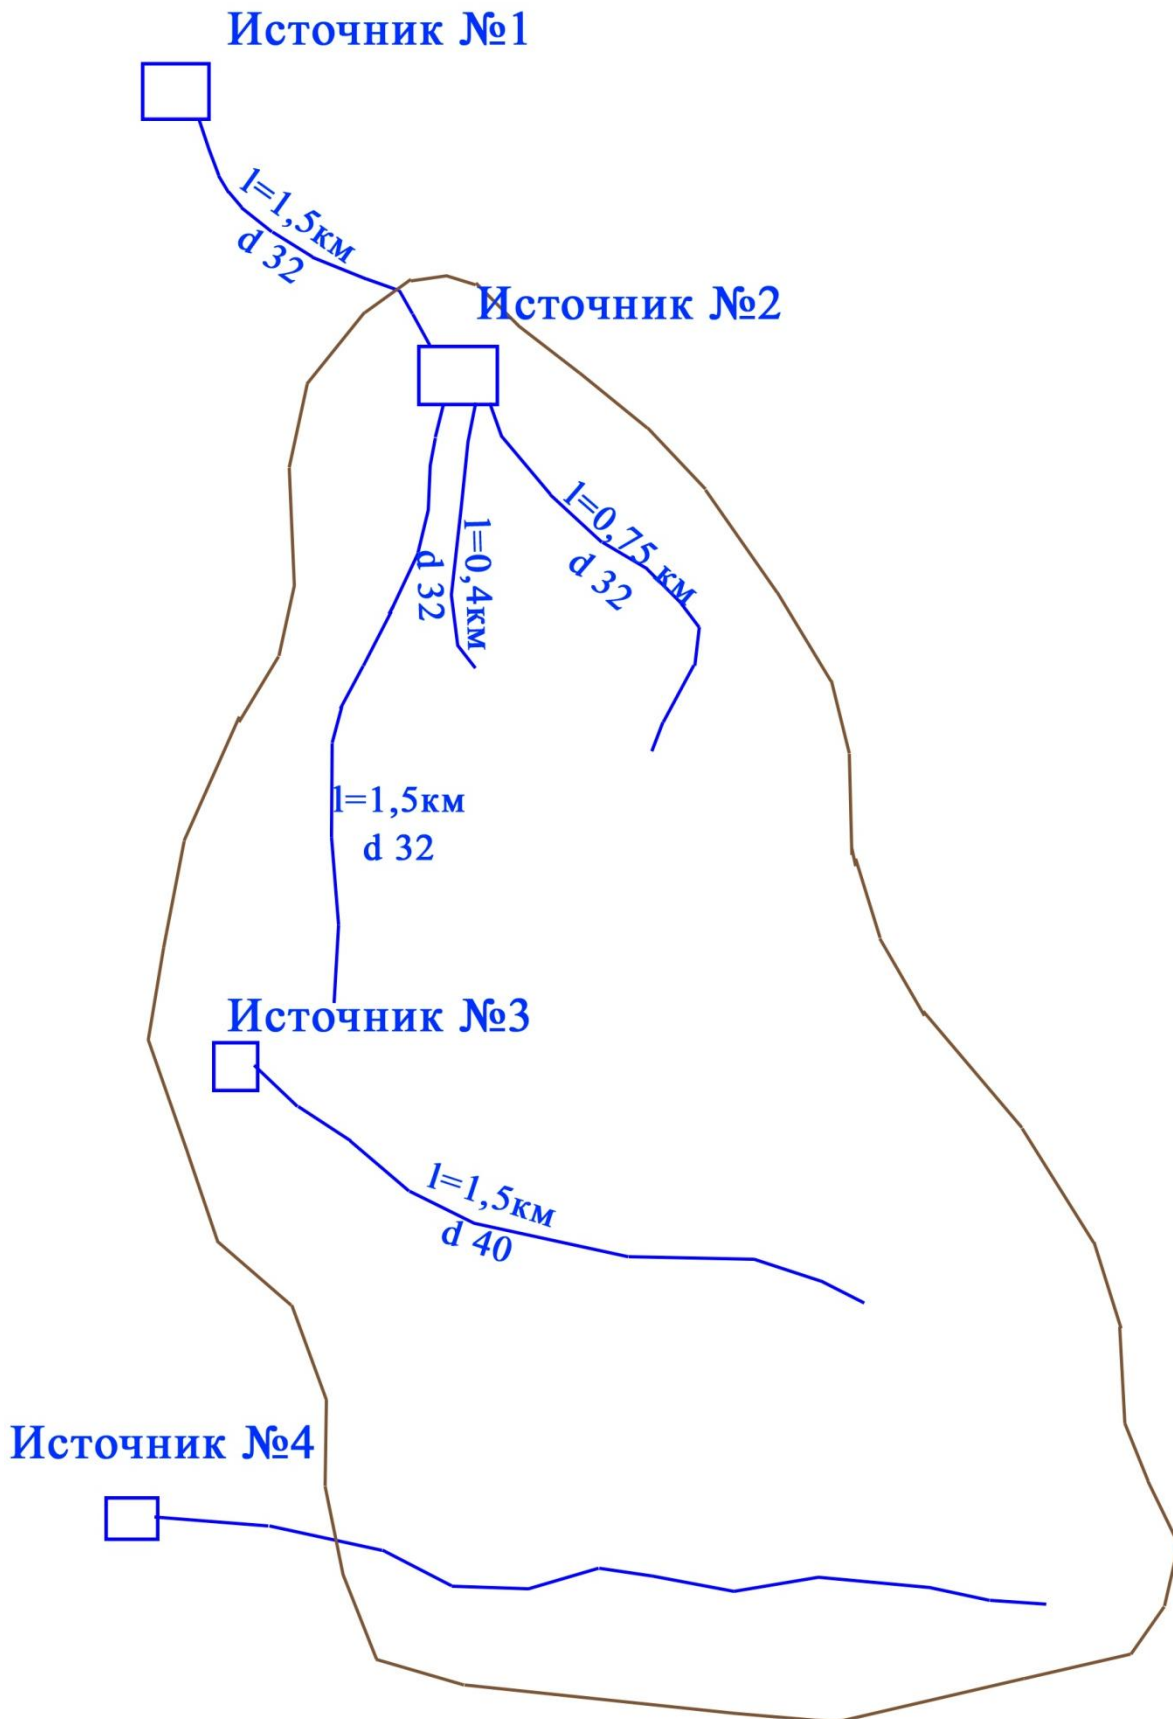 Источник №1
l=1,5км
d 32
Источник №2
l=0,75 км
d 32
l=0,4км
d 32
l=1,5км
d 32
Источник №3
l=1,5км
d 40
Источник №4